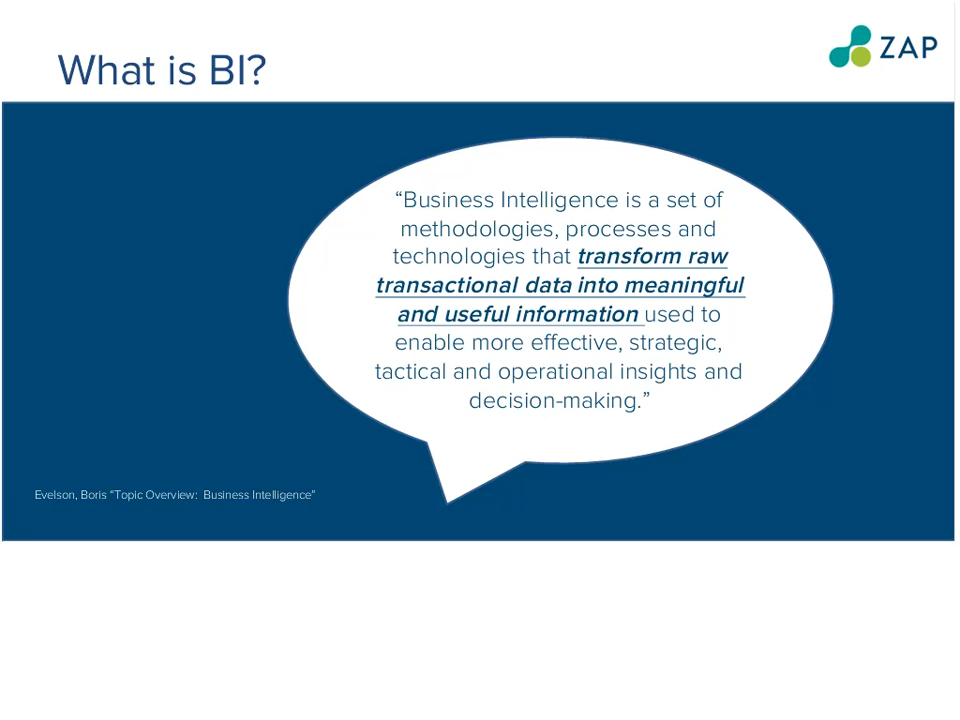 What is BI?
ZAP
“Business Intelligence is a set of
methodologies, processes and
technologies that transform raw
transactional data into meaningful
and useful information used to
enable more effective, strategic,
tactical and operational insights and
decision-making.”
Evelson, Boris “Topic Overview:  Business Intelligence”